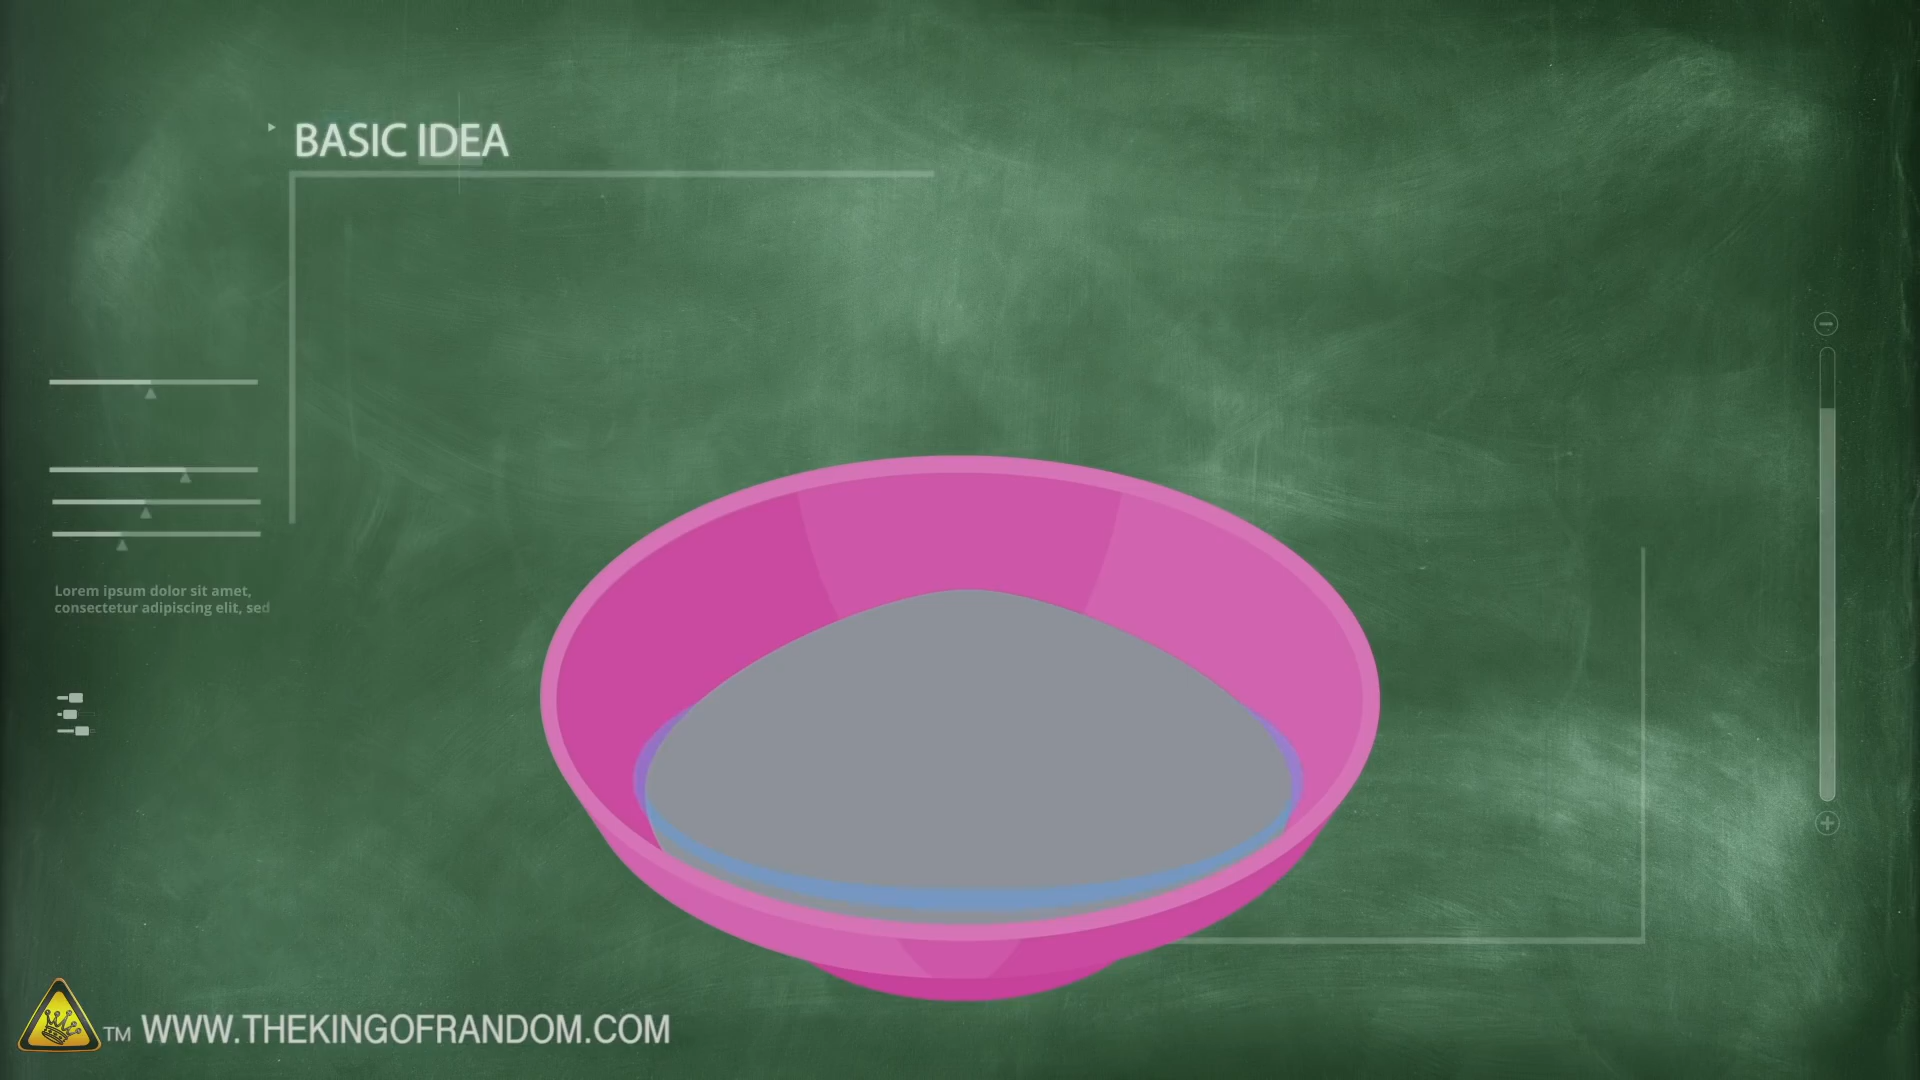 BASIC IDEA
Lorem ipsum dolor sit amet,
consectetur adipiscing elit, sed
TM WWW.THEKINGOFRANDOM.COM